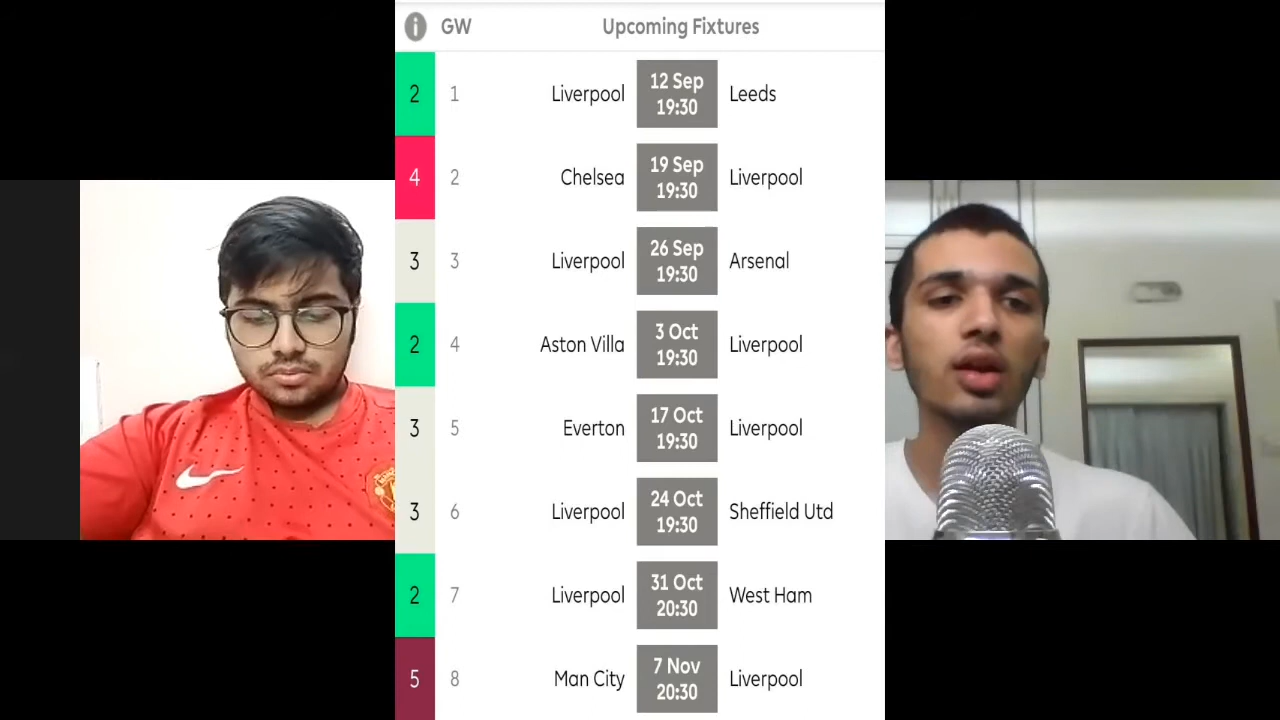 i GW Upcoming Fixtures
2 1 Liverpool 12 Sep 19:30 Leeds
4 2 Chelsea 19 Sep 19:30 Liverpool
3 3 Liverpool 26 Sep 19:30 Arsenal
2 4 Aston Villa 3 Oct 19:30 Liverpool
3 5 Everton 17 Oct 19:30 Liverpool
3 6 Liverpool 24 Oct 19:30 Sheffield Utd
2 7 Liverpool 31 Oct 20:30 West Ham
5 8 Man City 7 Nov 20:30 Liverpool